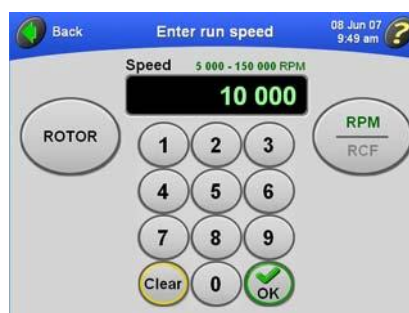 Back Enter run speed 08 Jun 07
9:49 am ?
Speed 5 000 - 150 000 RPM
10 000
ROTOR
RPM
RCF
1 2 3
4 5 6
7 8 9
Clear 0 OK